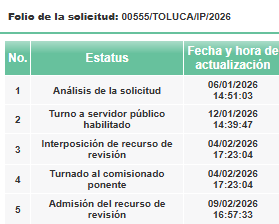 Folio de la solicitud: 00555/TOLUCA/IP/2026
No. Estatus Fecha y hora de actualización
1 Análisis de la solicitud 06/01/2026 14:51:03
2 Turno a servidor público habilitado 12/01/2026 14:39:47
3 Interposición de recurso de revisión 04/02/2026 17:23:04
4 Turnado al comisionado ponente 04/02/2026 17:23:04
5 Admisión del recurso de revisión 09/02/2026 16:57:33